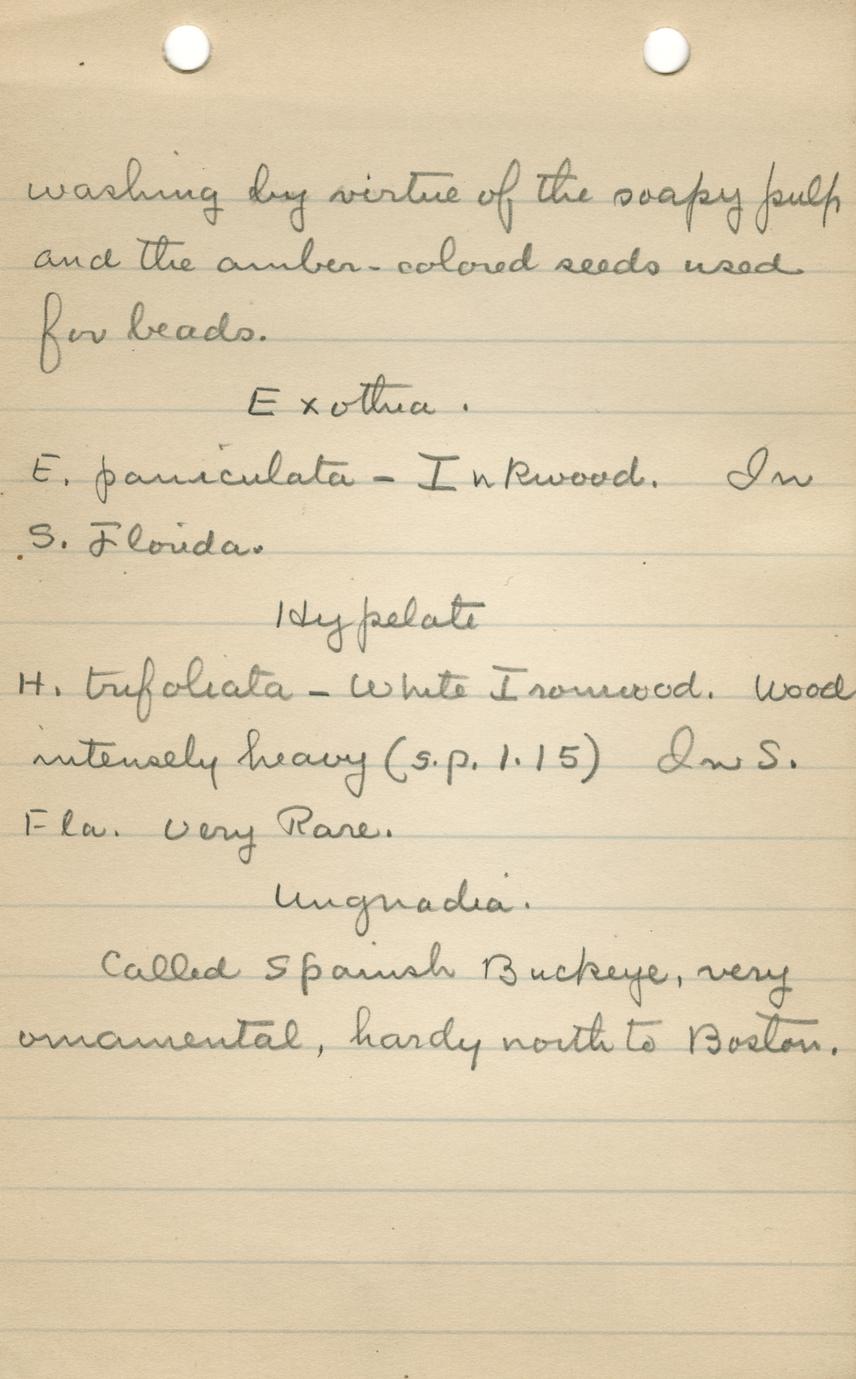 washing by virtue of the soapy pulp
and the amber-colored seeds used
for beads.
Exothea.
E. paniculata - Inkwood. In
S. Florida.
Hypelate
H. trifoliata - White Ironwood. Wood
intensely heavy (s.p. 1.15) In S.
Fla. very Rare.
Ungnadia.
Called Spanish Buckeye, very
ornamental, hardy north to Boston.